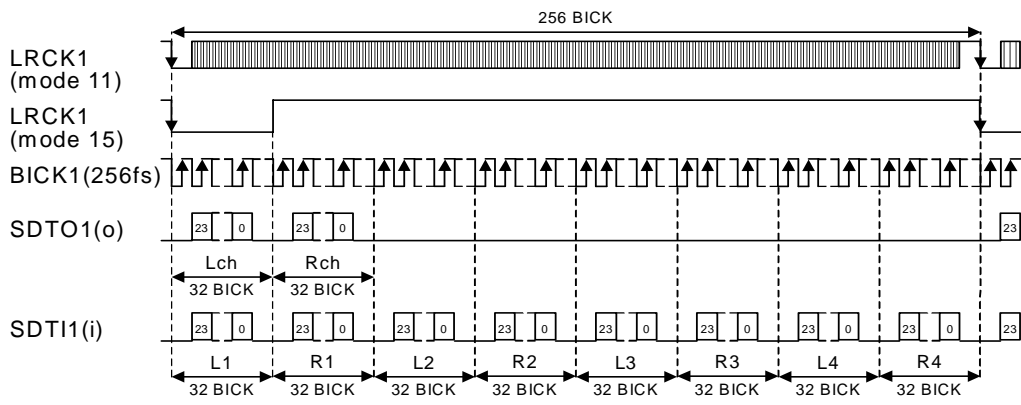 256 BICK
LRCK1
(mode 11)
LRCK1
(mode 15)
BICK1(256fs)
SDTO1(o)
23 0 23 0 23
Lch Rch
32 BICK 32 BICK
SDTI1(i)
23 0 23 0 23 0 23 0 23 0 23 0 23 0 23 0 23
L1 R1 L2 R2 L3 R3 L4 R4
32 BICK 32 BICK 32 BICK 32 BICK 32 BICK 32 BICK 32 BICK 32 BICK